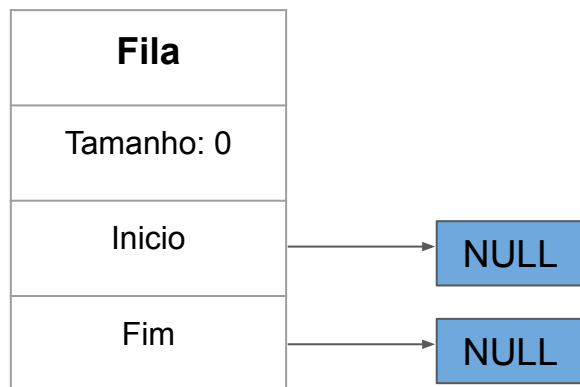 Fila
Tamanho: 0
Inicio
NULL
Fim
NULL